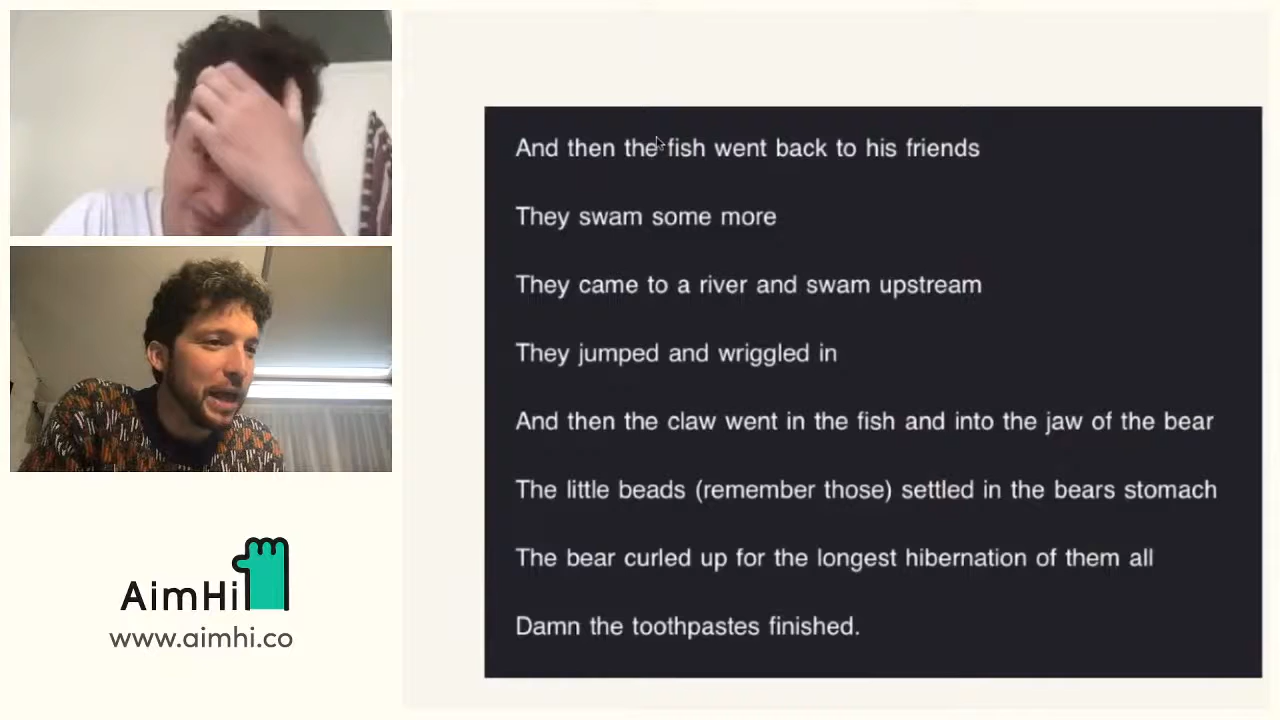 And then the fish went back to his friends
They swam some more
They came to a river and swam upstream
They jumped and wriggled in
And then the claw went in the fish and into the jaw of the bear
The little beads (remember those) settled in the bears stomach
The bear curled up for the longest hibernation of them all
Damn the toothpastes finished.
AimHi
www.aimhi.co